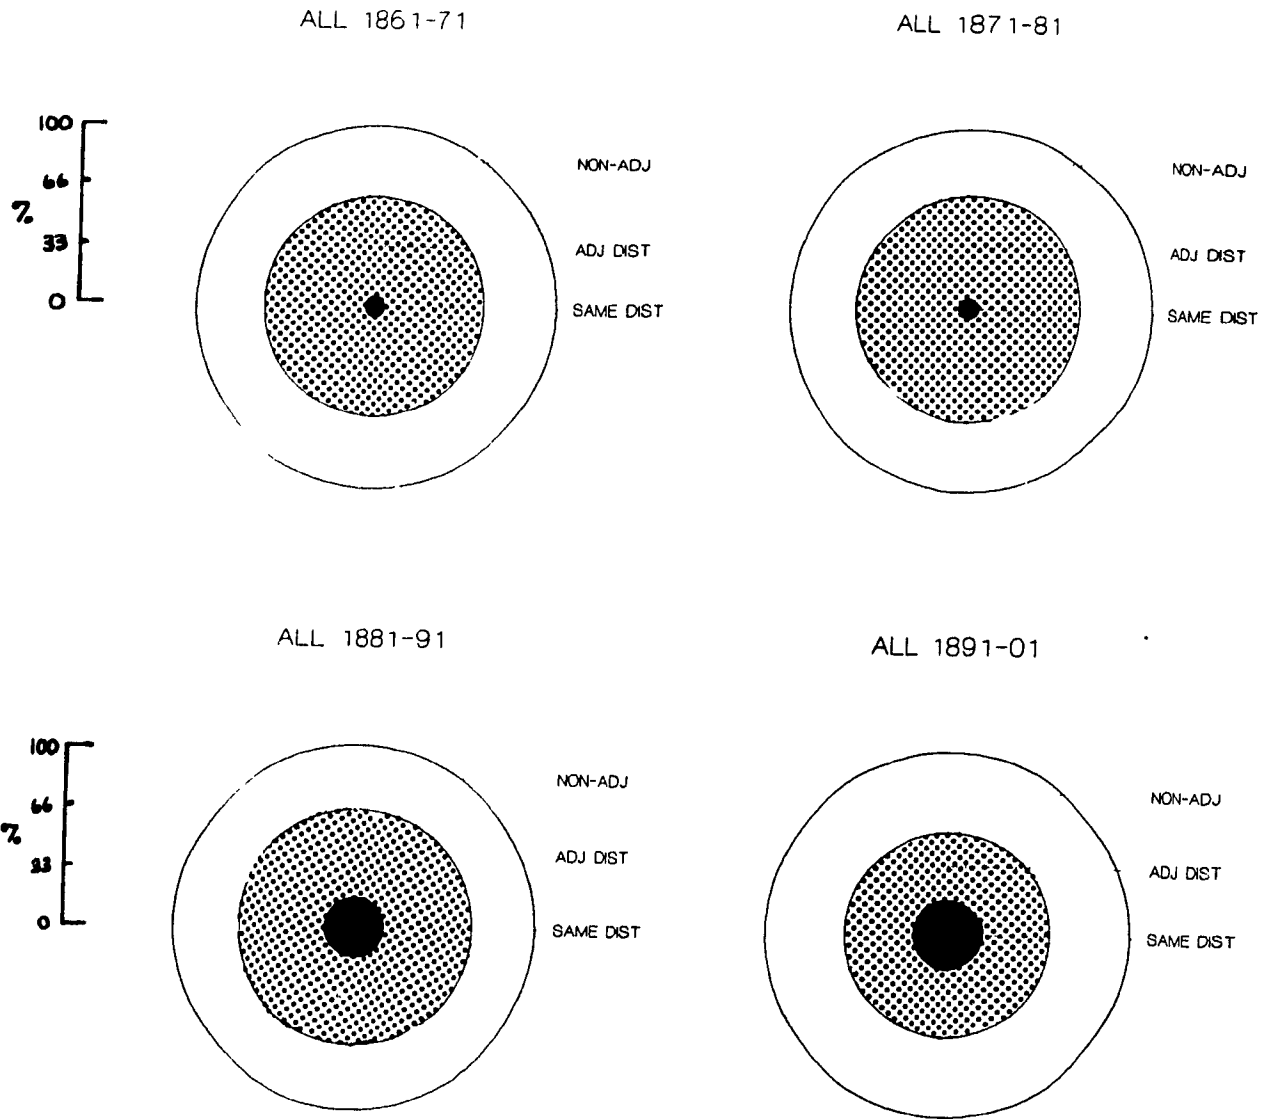 ALL 1861-71
100
66
%
33
0
NON-ADJ
ADJ DIST
SAME DIST
ALL 1871-81
NON-ADJ
ADJ DIST
SAME DIST
ALL 1881-91
100
66
%
33
0
NON-ADJ
ADJ DIST
SAME DIST
ALL 1891-01
NON-ADJ
ADJ DIST
SAME DIST